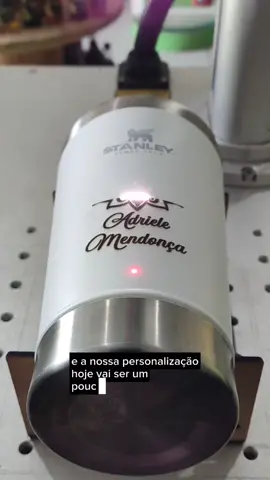 STANLEY
Adriele
Mendonça
e a nossa personalização
hoje vai ser um
pouc